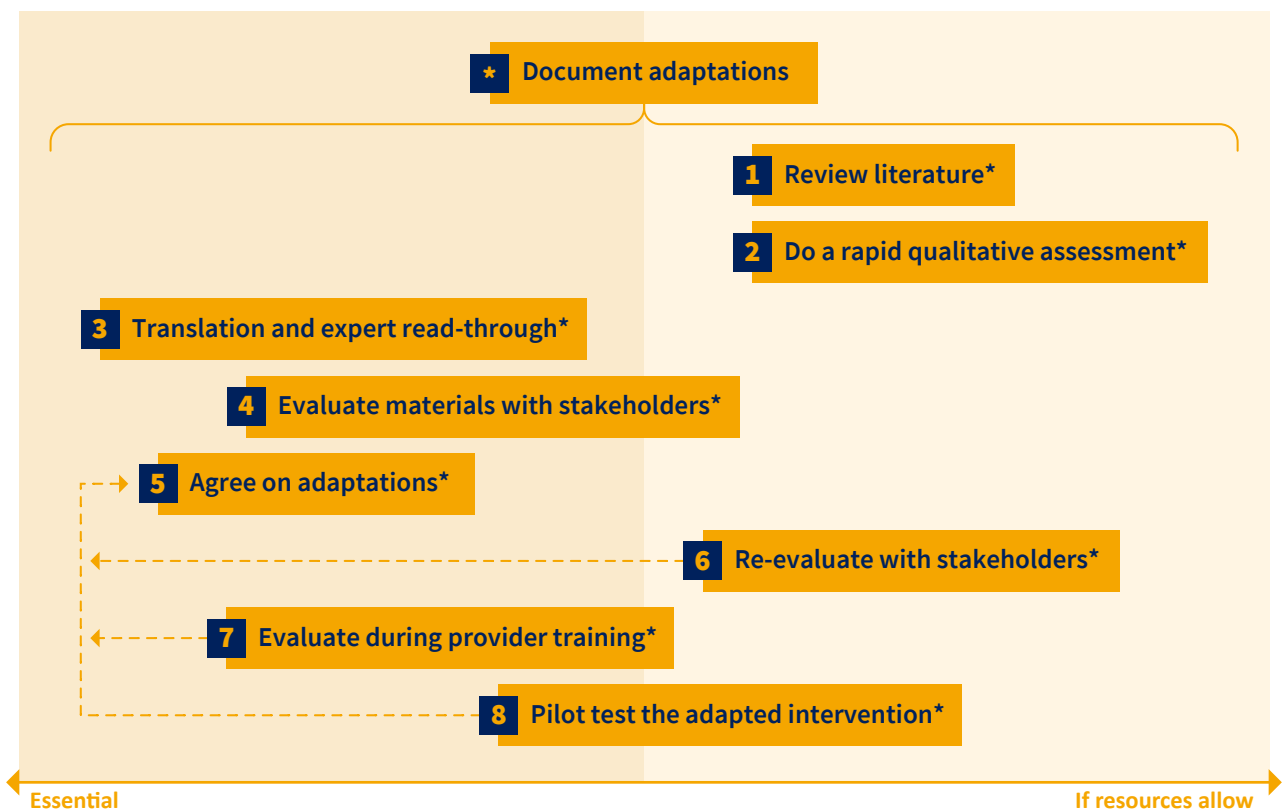 * Document adaptations
1 Review literature*
2 Do a rapid qualitative assessment*
3 Translation and expert read-through*
4 Evaluate materials with stakeholders*
5 Agree on adaptations*
6 Re-evaluate with stakeholders*
7 Evaluate during provider training*
8 Pilot test the adapted intervention*
Essential
If resources allow